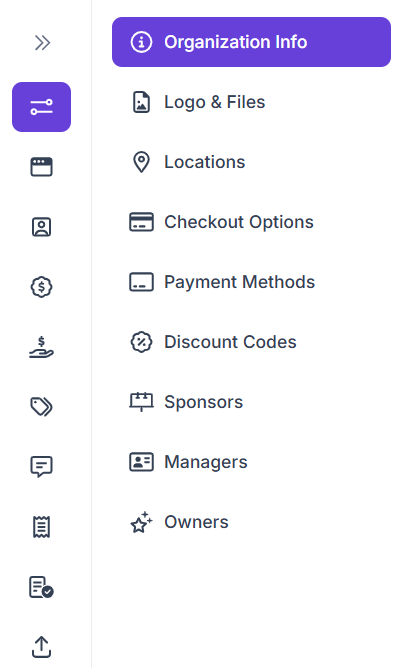 Organization Info
Logo & Files
Locations
Checkout Options
Payment Methods
Discount Codes
Sponsors
Managers
Owners